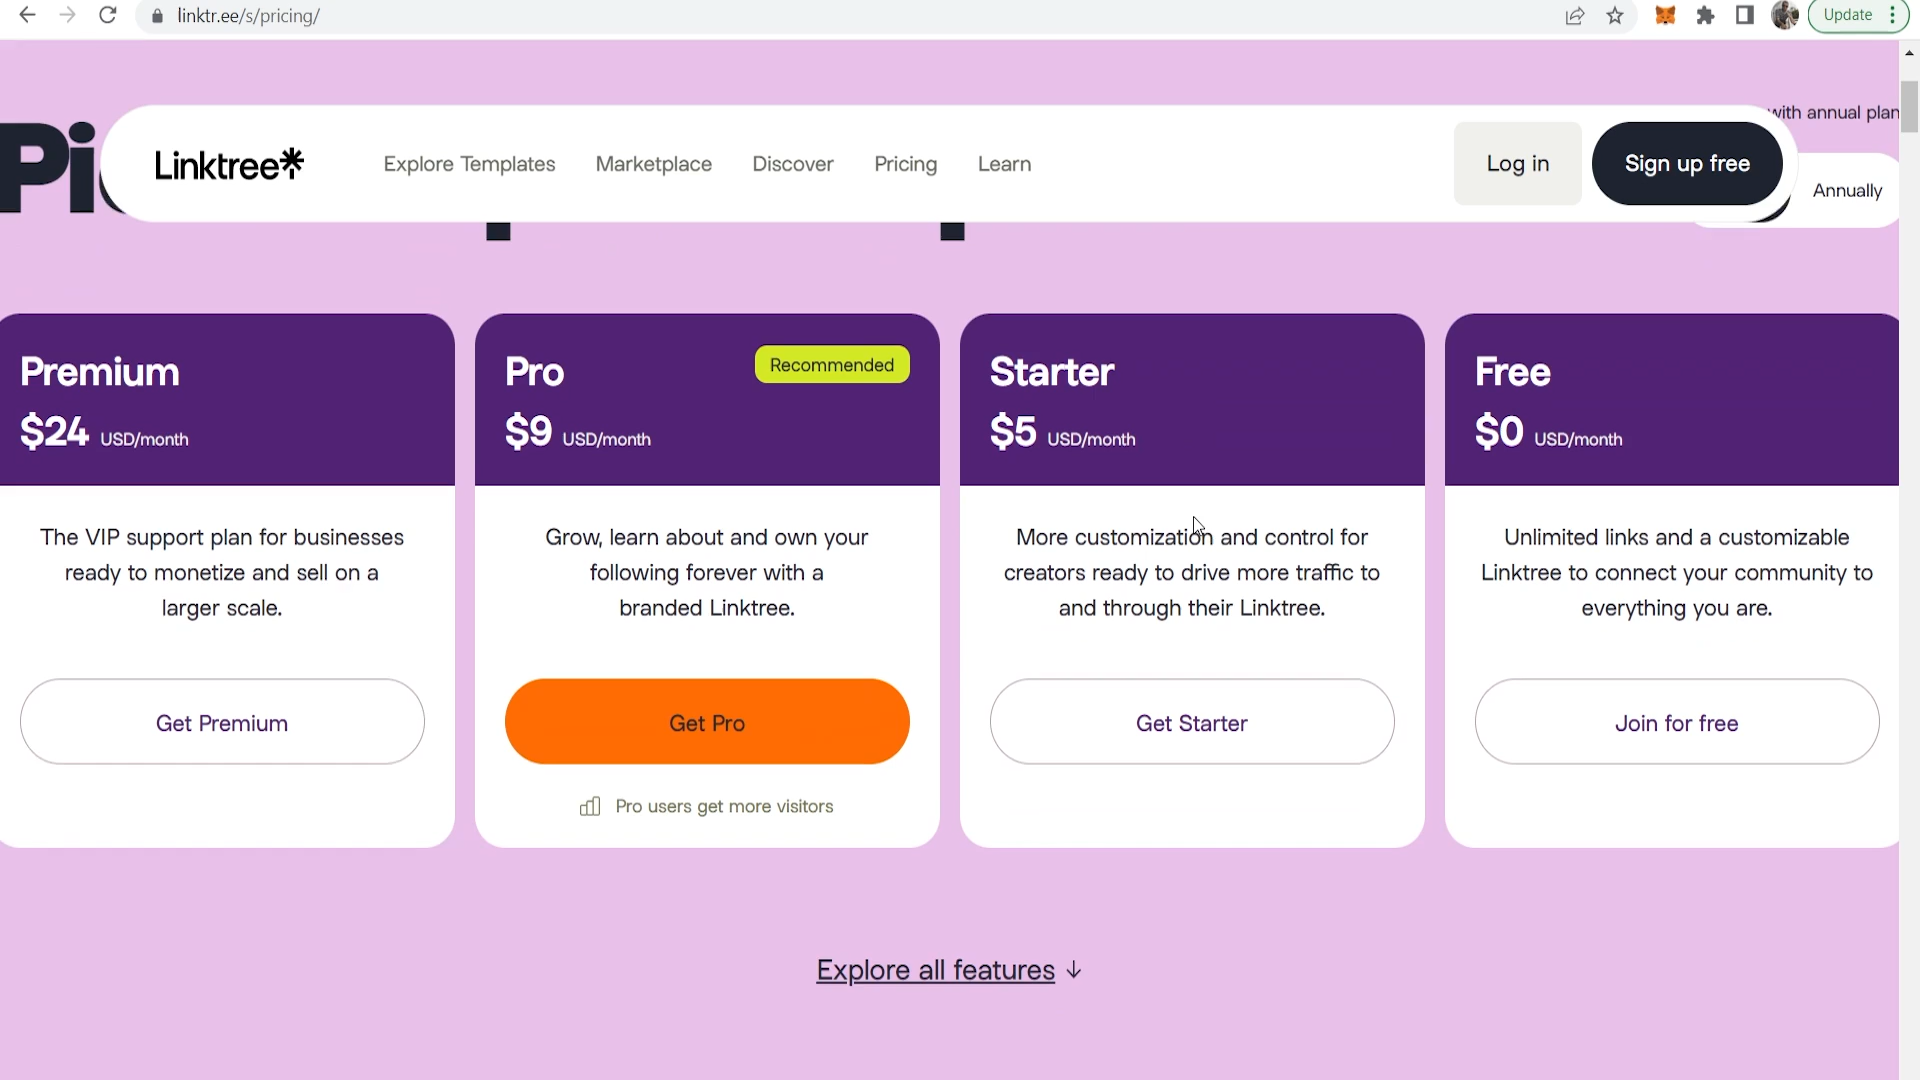 linktr.ee/s/pricing/
Update
with annual plan
Linktree
Explore Templates
Marketplace
Discover
Pricing
Learn
Log in
Sign up free
Annually
Premium
$24 USD/month
The VIP support plan for businesses
ready to monetize and sell on a
larger scale.
Get Premium
Pro
Recommended
$9 USD/month
Grow, learn about and own your
following forever with a
branded Linktree.
Get Pro
Pro users get more visitors
Starter
$5 USD/month
More customization and control for
creators ready to drive more traffic to
and through their Linktree.
Get Starter
Free
$0 USD/month
Unlimited links and a customizable
Linktree to connect your community to
everything you are.
Join for free
Explore all features ↓